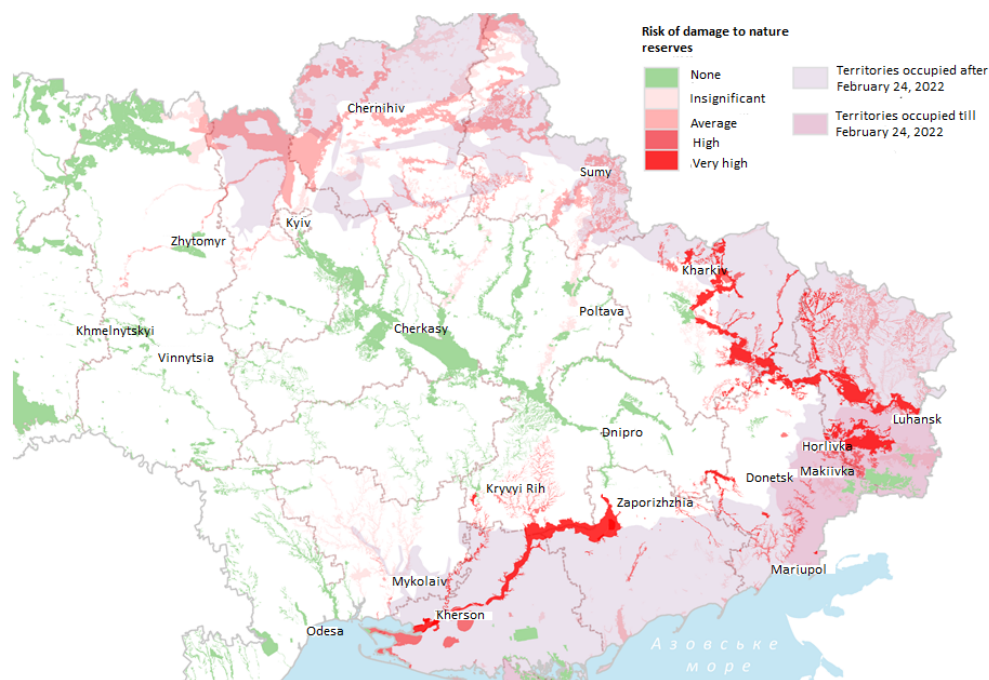 Risk of damage to nature
reserves
None
Insignificant
Average
High
Very high
Territories occupied after
February 24, 2022
Territories occupied till
February 24, 2022
Chernihiv
Sumy
Kyiv
Zhytomyr
Kharkiv
Poltava
Khmelnytskyi
Cherkasy
Vinnytsia
Luhansk
Dnipro
Horlivka
Makiivka
Donetsk
Kryvyi Rih
Zaporizhzhia
Mariupol
Mykolaiv
Kherson
Odesa
Азовське
море